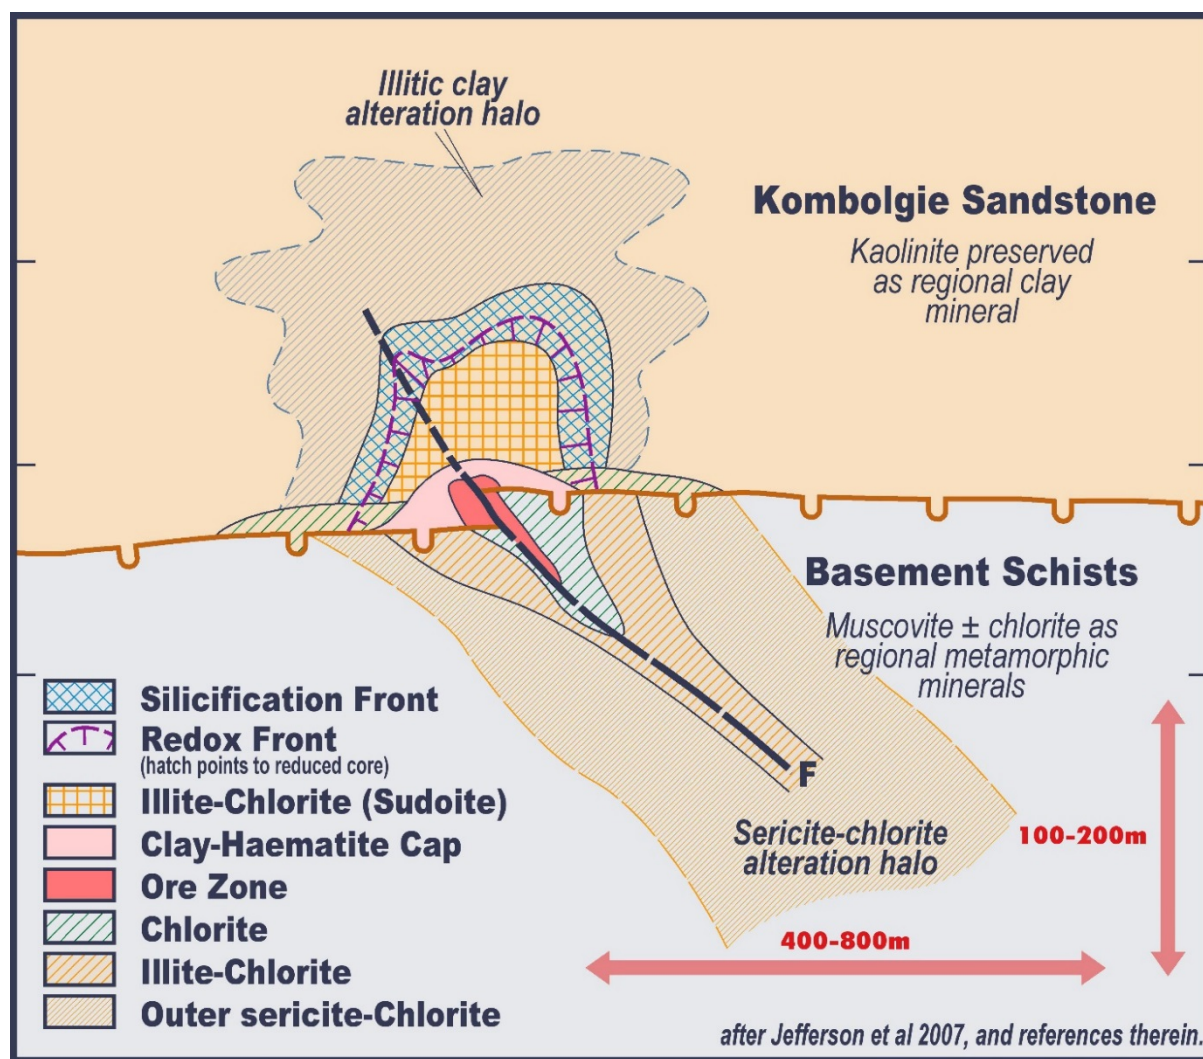 Illitic clay
alteration halo
Kombolgie Sandstone
Kaolinite preserved
as regional clay
mineral
Basement Schists
Muscovite ± chlorite as
regional metamorphic
minerals
Silicification Front
Redox Front
(hatch points to reduced core)
Illite-Chlorite (Sudoite)
Clay-Haematite Cap
Ore Zone
Chlorite
Illite-Chlorite
Outer sericite-Chlorite
F
Sericite-chlorite
alteration halo
100-200m
400-800m
after Jefferson et al 2007, and references therein.